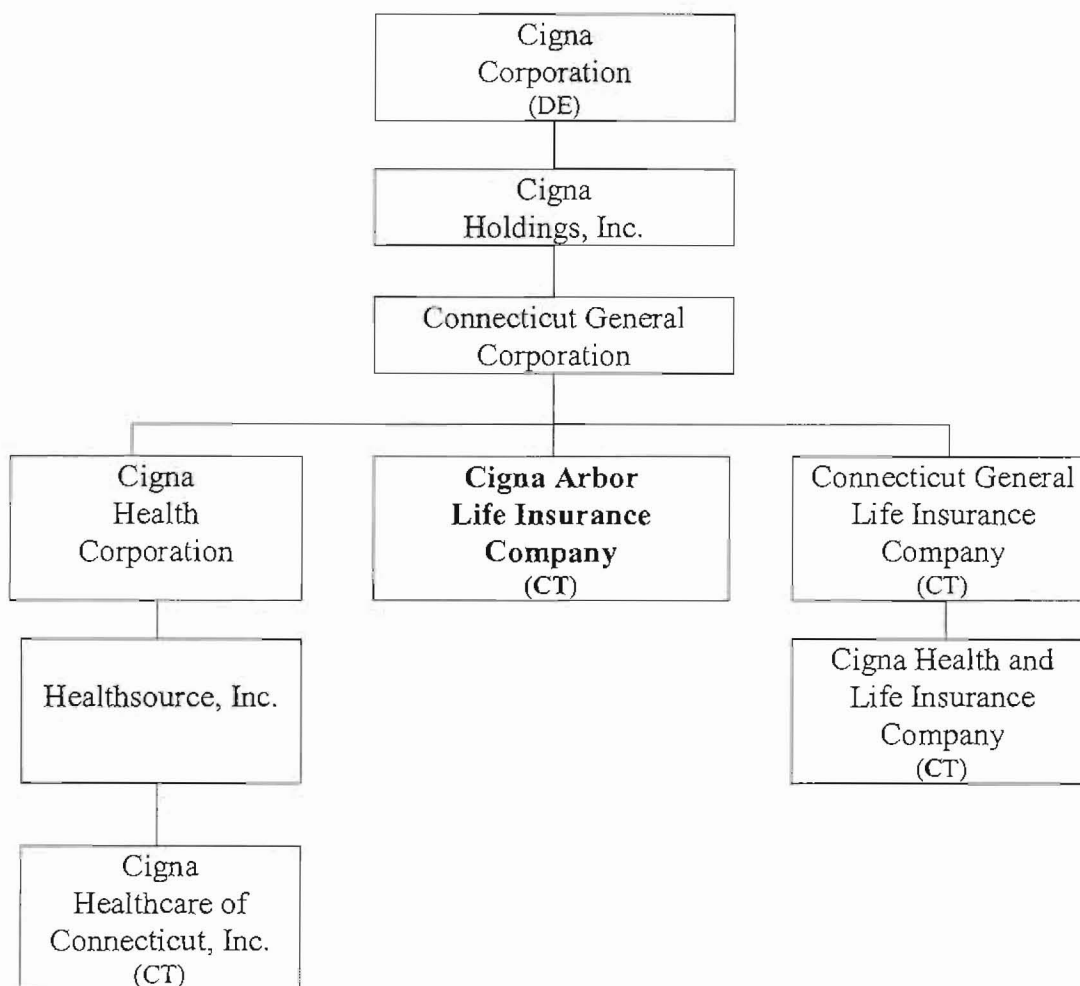 Cigna
Corporation
(DE)
Cigna
Holdings, Inc.
Connecticut General
Corporation
Cigna
Health
Corporation
Cigna Arbor
Life Insurance
Company
(CT)
Connecticut General
Life Insurance
Company
(CT)
Healthsource, Inc.
Cigna Health and
Life Insurance
Company
(CT)
Cigna
Healthcare of
Connecticut, Inc.
(CT)